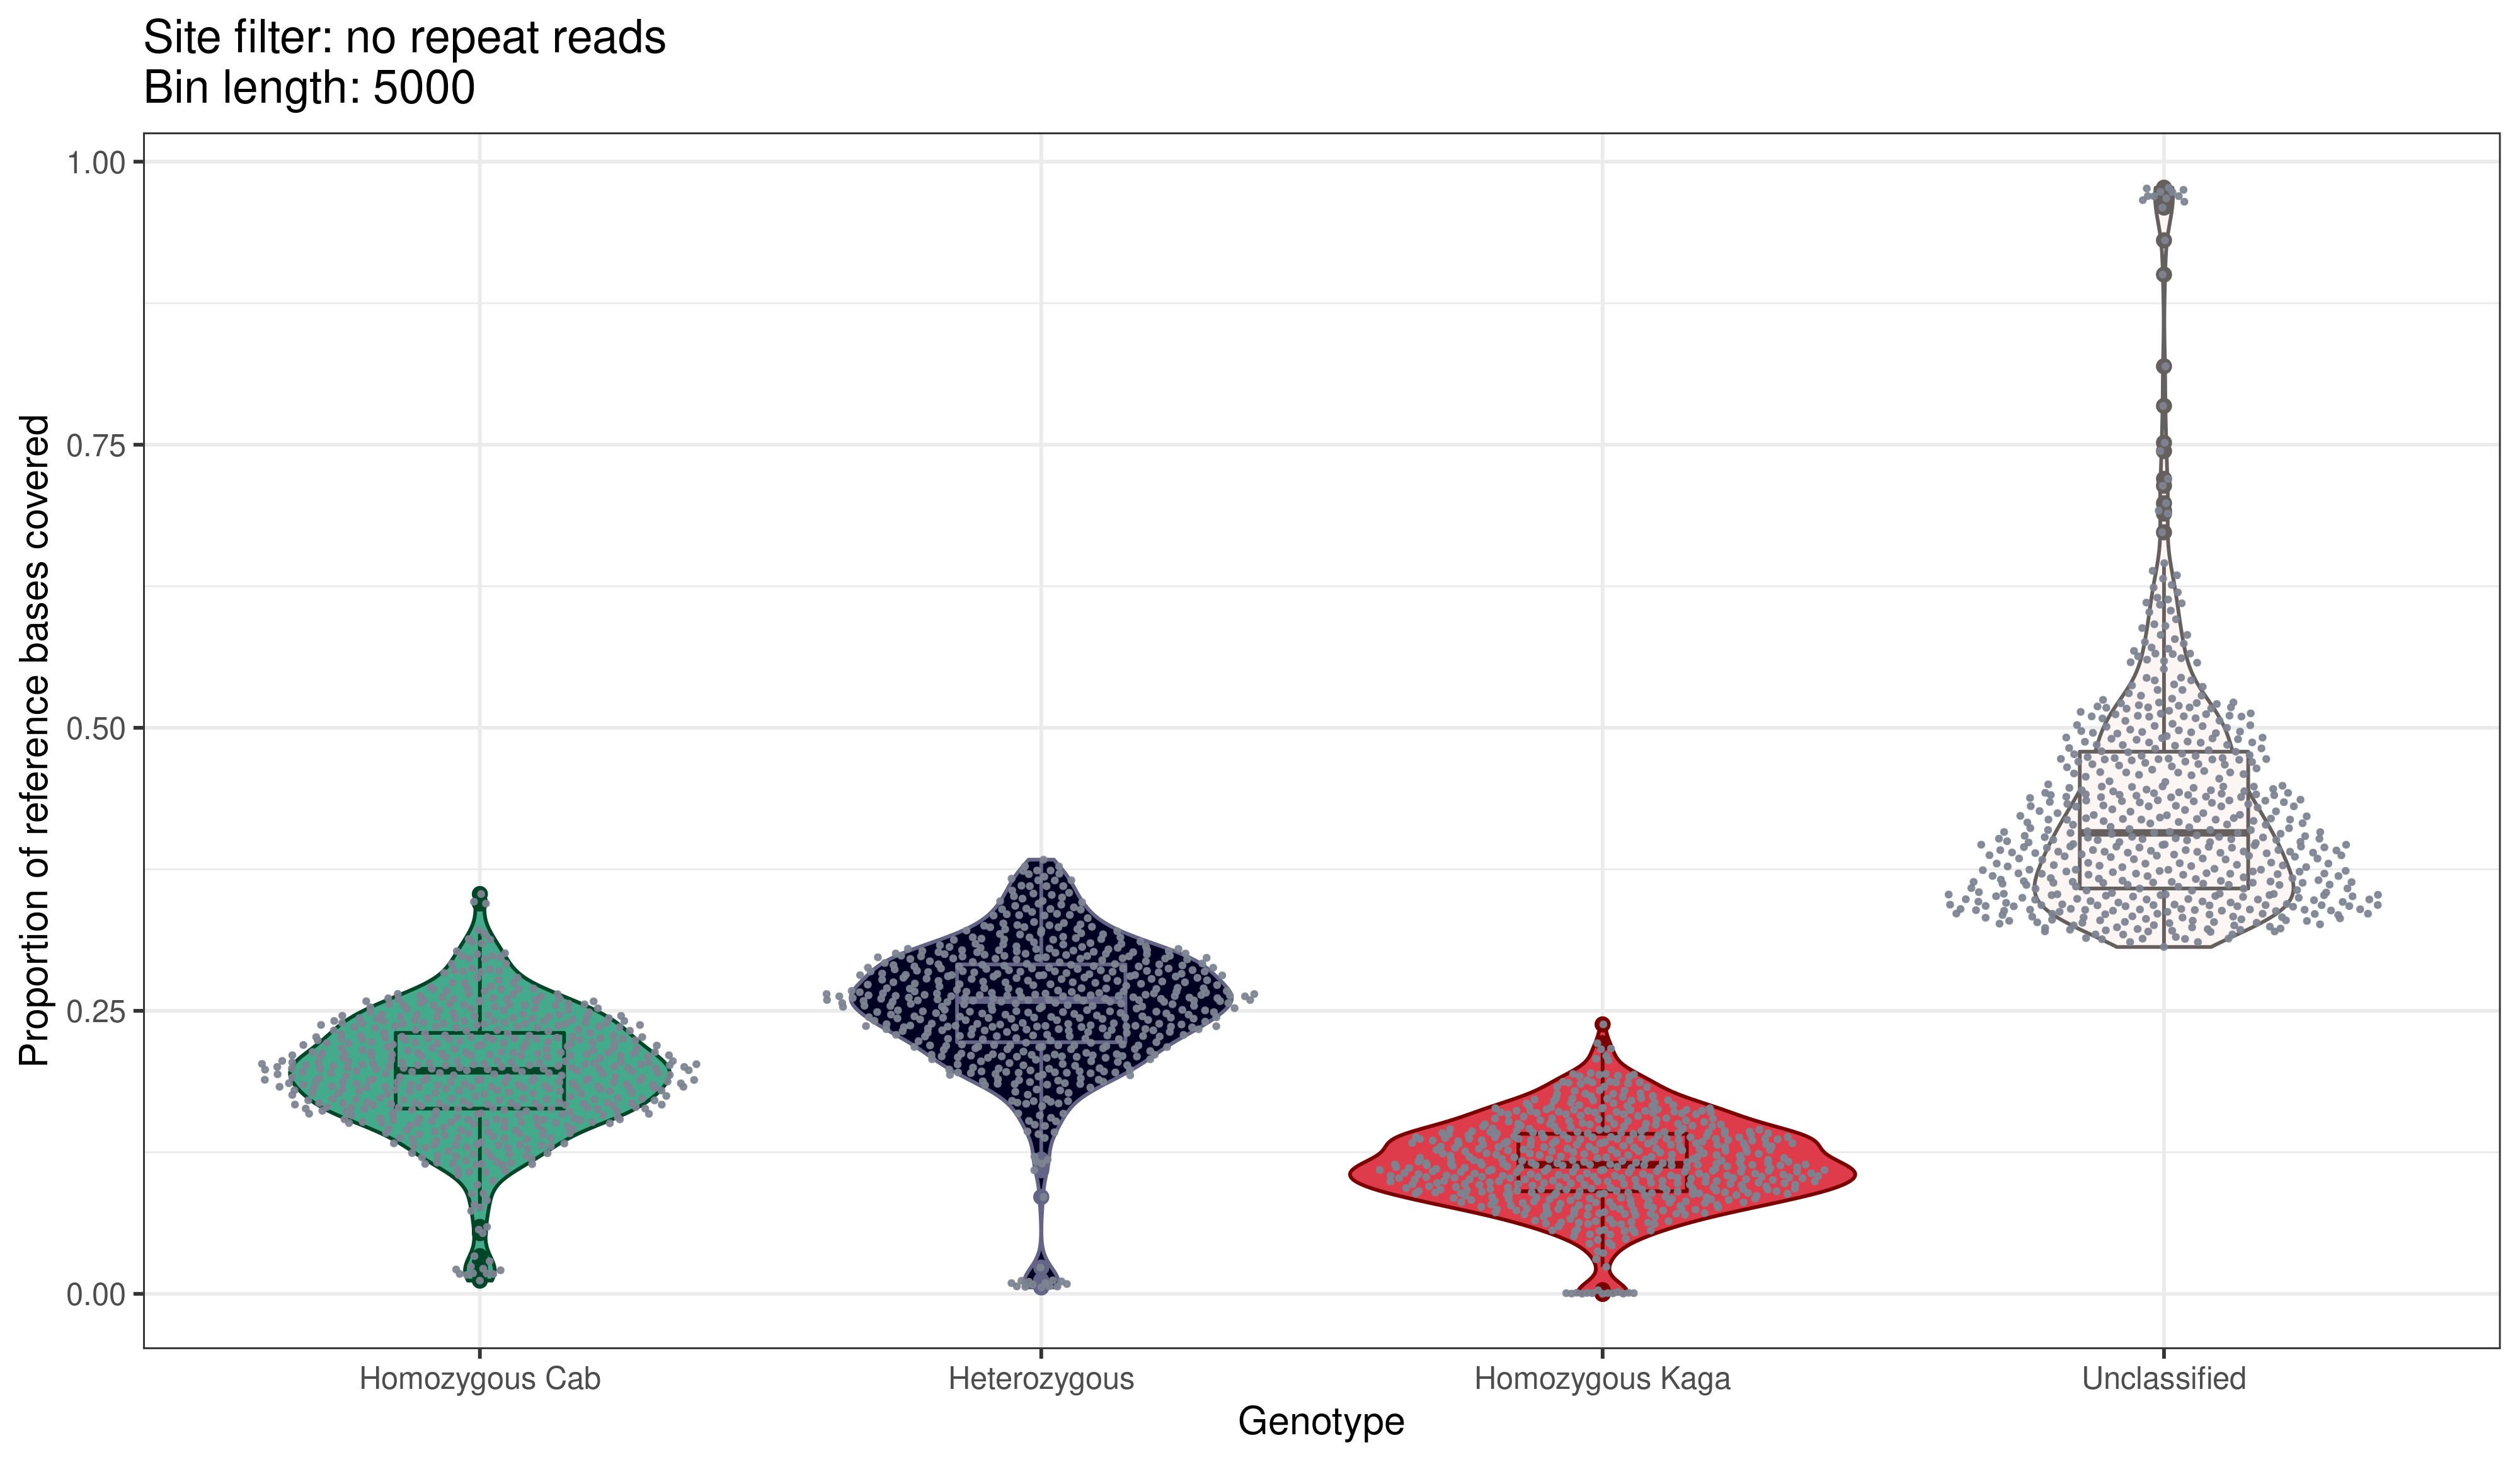 Site filter: no repeat reads
Bin length: 5000
Proportion of reference bases covered
1.00
0.75
0.50
0.25
0.00
Homozygous Cab
Heterozygous
Homozygous Kaga
Unclassified
Genotype